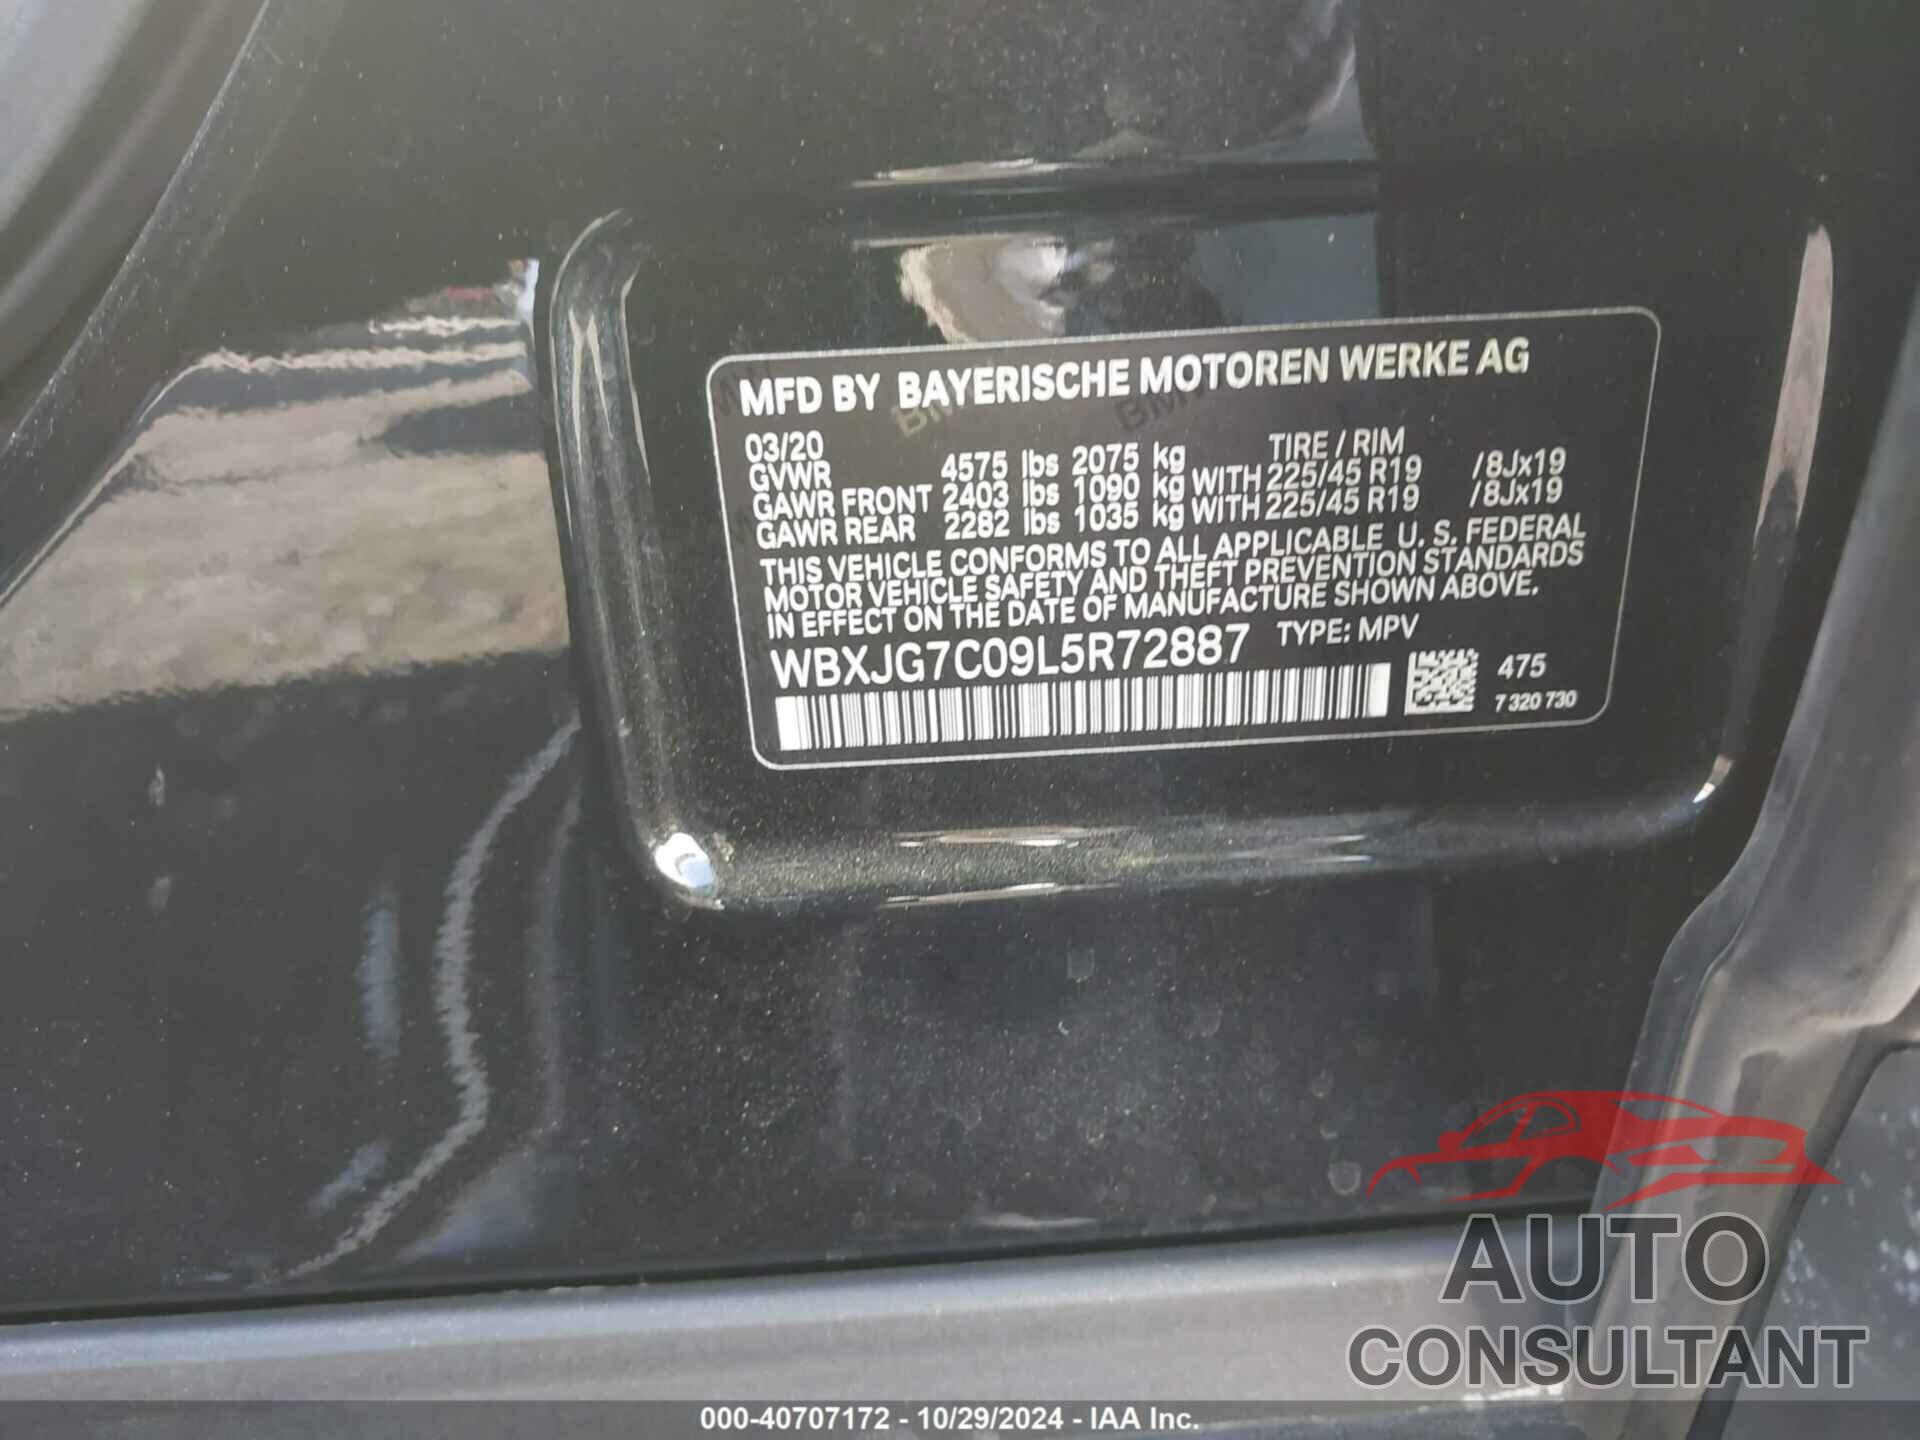 MFD BY BAYERISCHE MOTOREN WERKE AG
03/20 TIRE / RIM
GVWR 4575 lbs 2075 kg
GAWR FRONT 2403 lbs 1090 kg WITH 225/45 R19 /8Jx19
GAWR REAR 2282 lbs 1035 kg WITH 225/45 R19 /8Jx19
THIS VEHICLE CONFORMS TO ALL APPLICABLE U. S. FEDERAL
MOTOR VEHICLE SAFETY AND THEFT PREVENTION STANDARDS
IN EFFECT ON THE DATE OF MANUFACTURE SHOWN ABOVE.
WBXJG7C09L5R72887 TYPE: MPV
475
7 320 730
AUTO
CONSULTANT
000-40707172 - 10/29/2024 - IAA Inc.